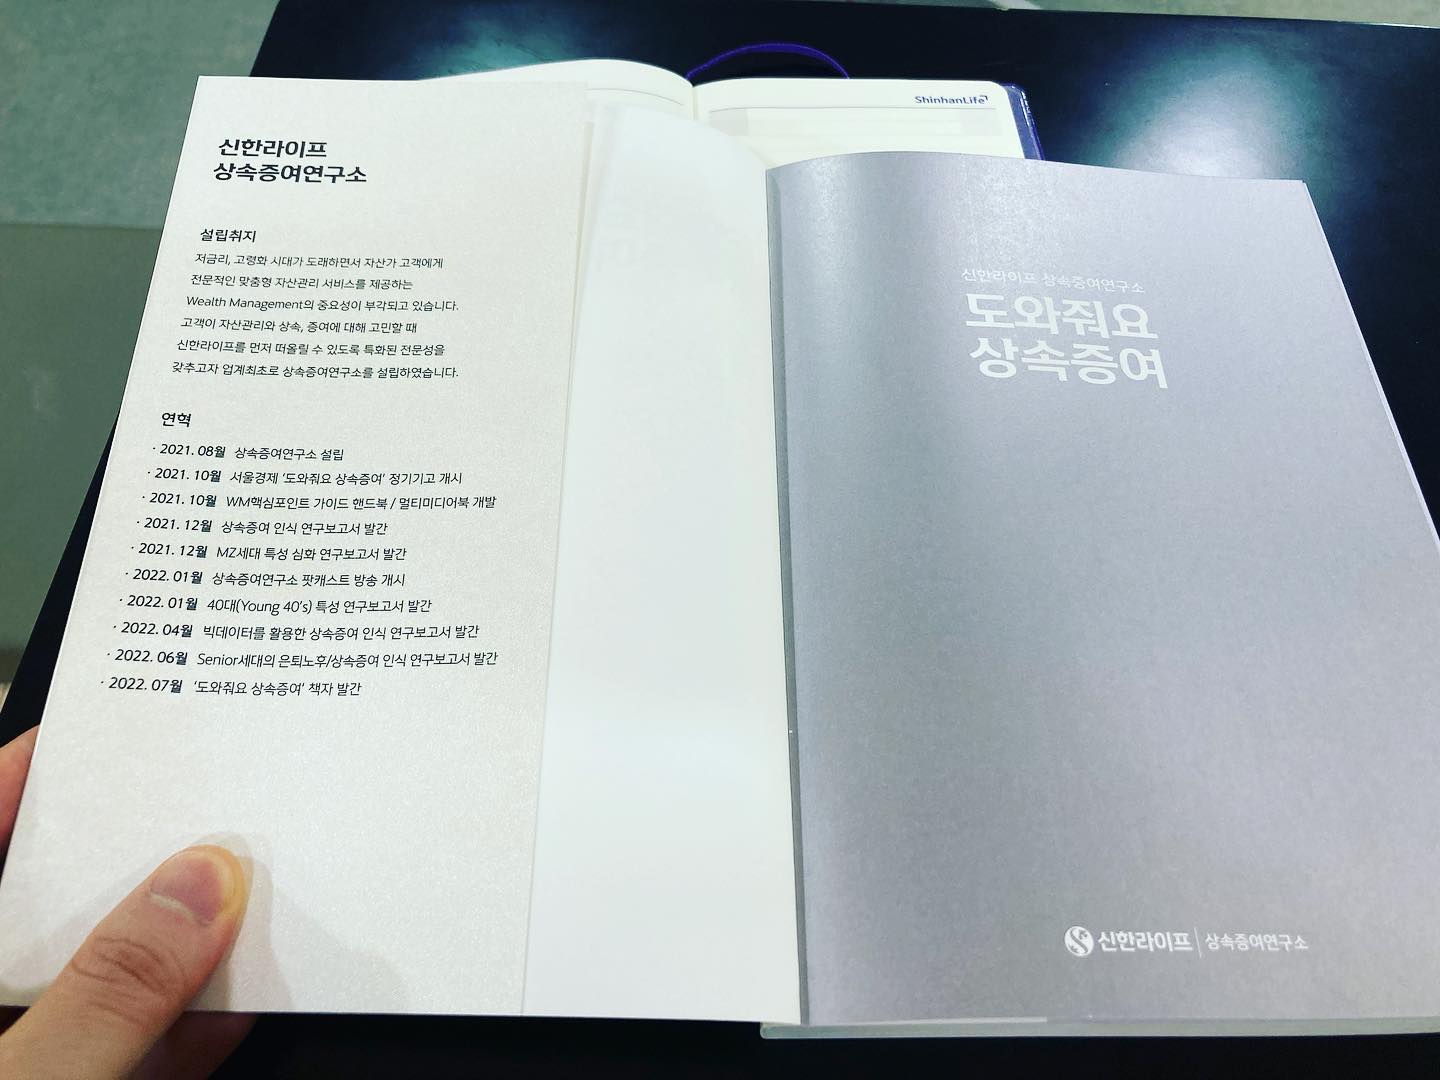 신한라이프
상속증여연구소
설립취지
저금리, 고령화 시대가 도래하면서 자산가 고객에게
전문적인 맞춤형 자산관리 서비스를 제공하는
Wealth Management의 중요성이 부각되고 있습니다.
고객이 자산관리와 상속, 증여에 대해 고민할 때
신한라이프를 먼저 떠올릴 수 있도록 특화된 전문성을
갖추고자 업계최초로 상속증여연구소를 설립하였습니다.
연혁
· 2021. 08월 상속증여연구소 설립
· 2021. 10월 서울경제 ‘도와줘요 상속증여’ 정기기고 개시
· 2021. 10월 WM핵심포인트 가이드 핸드북 / 멀티미디어북 개발
· 2021. 12월 상속증여 인식 연구보고서 발간
· 2021. 12월 MZ세대 특성 심화 연구보고서 발간
· 2022. 01월 상속증여연구소 팟캐스트 방송 개시
· 2022. 01월 40대(Young 40's) 특성 연구보고서 발간
· 2022. 04월 빅데이터를 활용한 상속증여 인식 연구보고서 발간
· 2022. 06월 Senior세대의 은퇴노후/상속증여 인식 연구보고서 발간
· 2022. 07월 ‘도와줘요 상속증여’ 책자 발간
ShinhanLife
신한라이프 상속증여연구소
도와줘요
상속증여
신한라이프 | 상속증여연구소